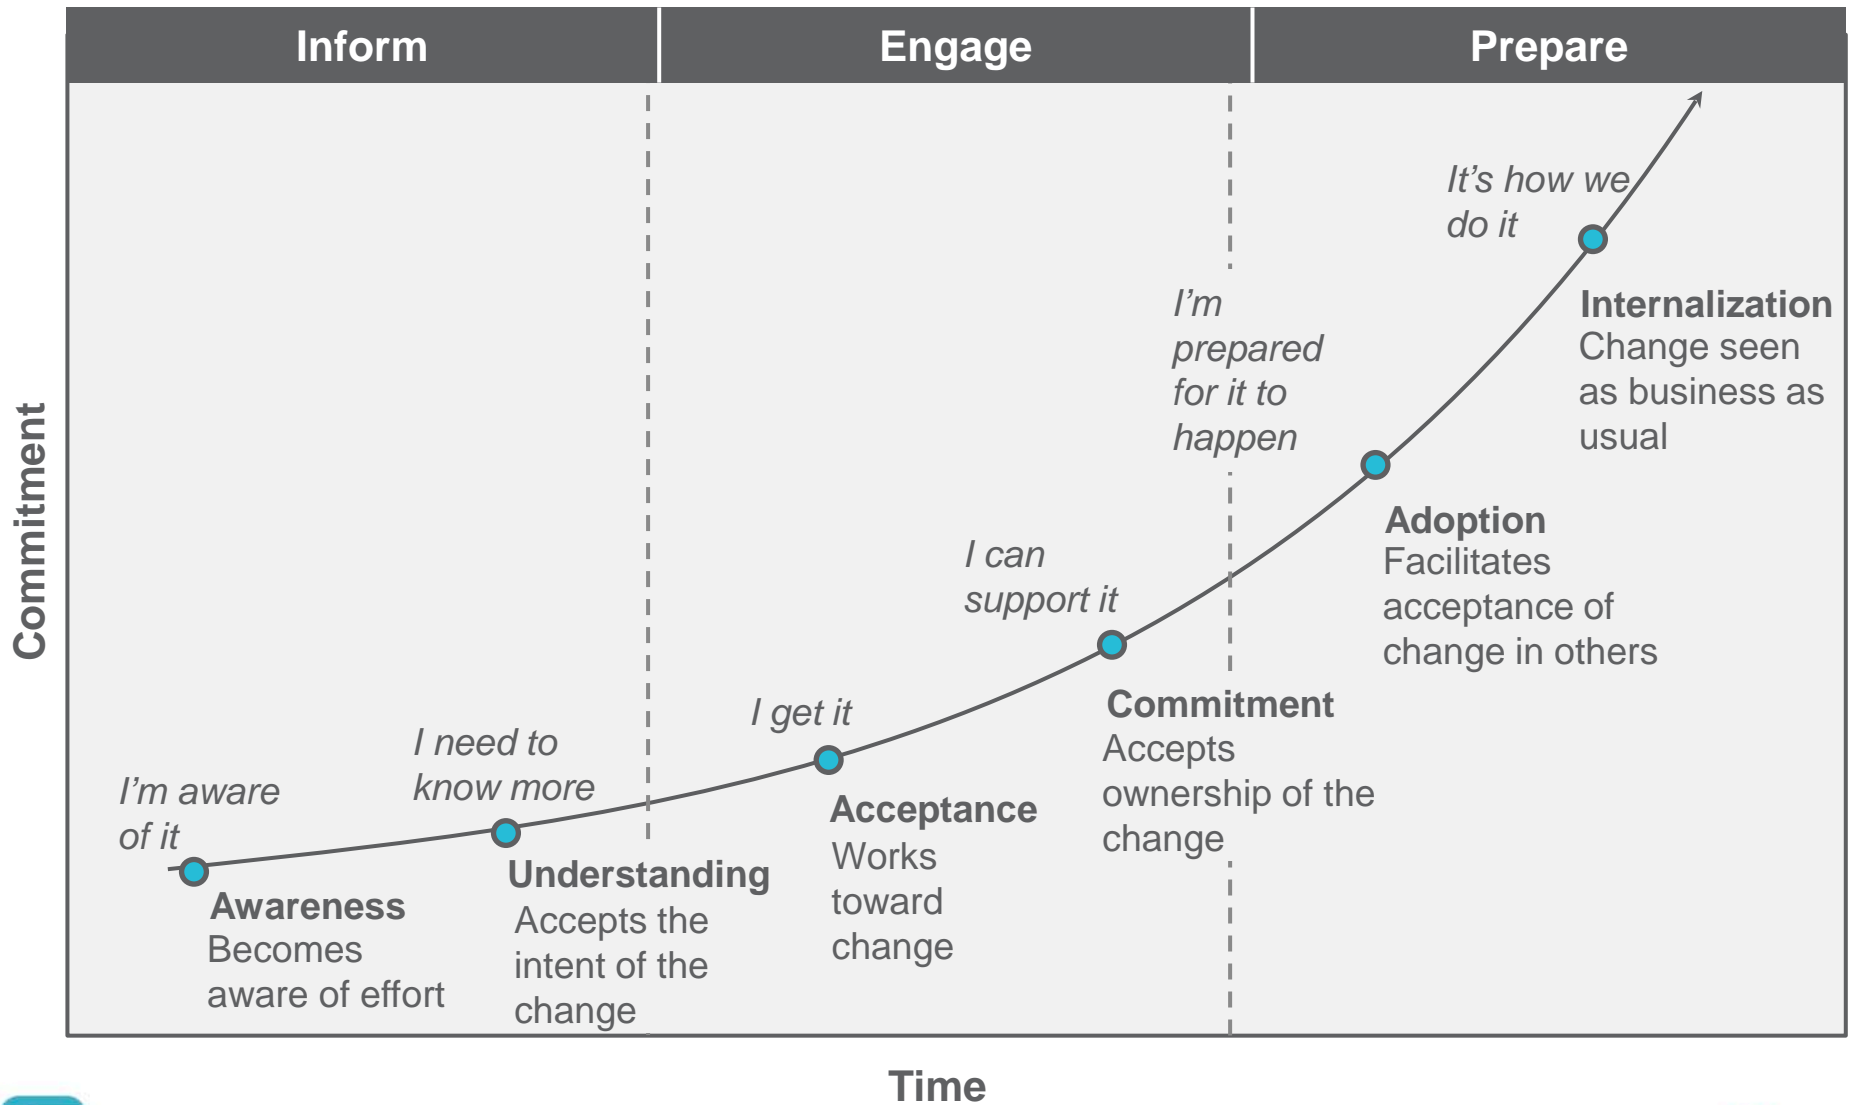 Inform
Engage
Prepare
Commitment
I'm aware
of it
Awareness
Becomes
aware of effort
I need to
know more
Understanding
Accepts the
intent of the
change
I get it
Acceptance
Works
toward
change
I can
support it
Commitment
Accepts
ownership of the
change
I’m
prepared
for it to
happen
Adoption
Facilitates
acceptance of
change in others
It’s how we
do it
Internalization
Change seen
as business as
usual
Time